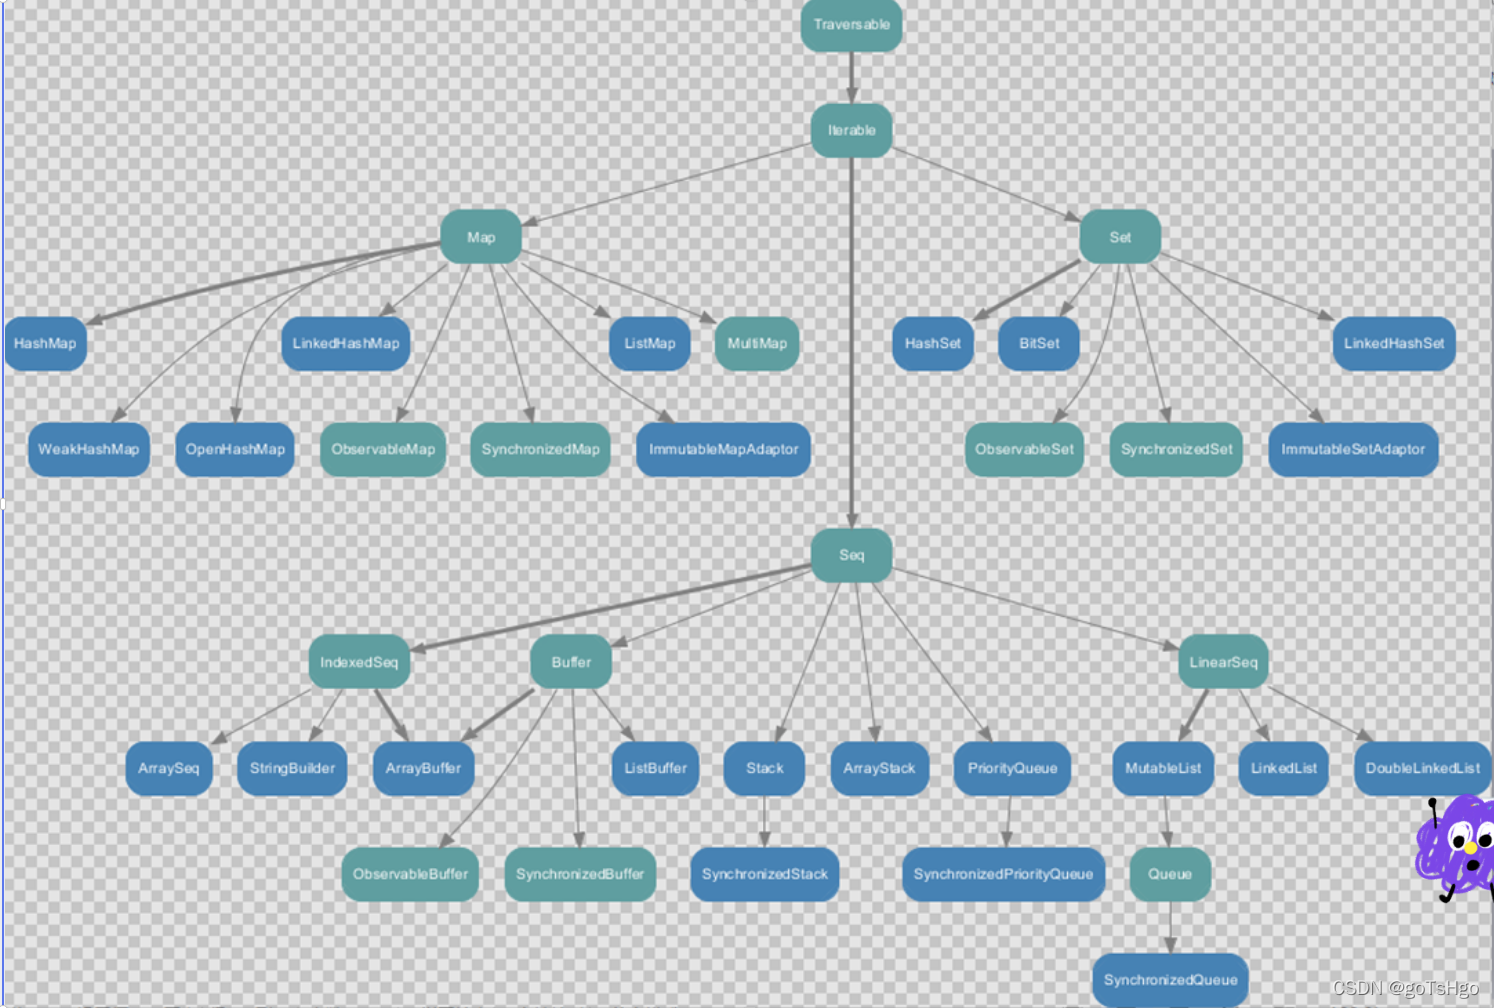 Traversable
Iterable
Map
Set
HashMap
LinkedHashMap
ListMap
MultiMap
HashSet
BitSet
LinkedHashSet
WeakHashMap
OpenHashMap
ObservableMap
SynchronizedMap
ImmutableMapAdaptor
ObservableSet
SynchronizedSet
ImmutableSetAdaptor
Seq
IndexedSeq
Buffer
LinearSeq
ArraySeq
StringBuilder
ArrayBuffer
ListBuffer
Stack
ArrayStack
PriorityQueue
MutableList
LinkedList
DoubleLinkedList
ObservableBuffer
SynchronizedBuffer
SynchronizedStack
SynchronizedPriorityQueue
Queue
SynchronizedQueue
CSDN @goTsHgo